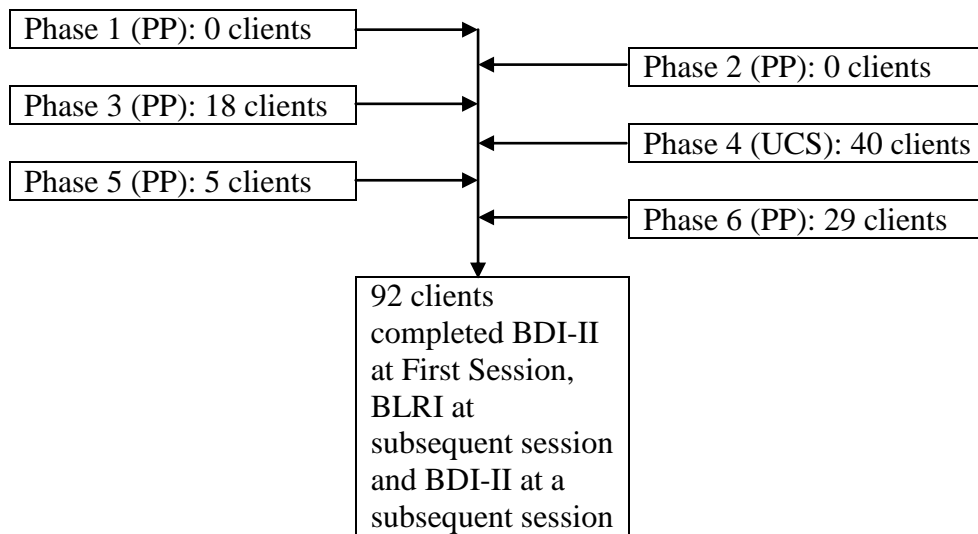 Phase 1 (PP): 0 clients
Phase 2 (PP): 0 clients
Phase 3 (PP): 18 clients
Phase 4 (UCS): 40 clients
Phase 5 (PP): 5 clients
Phase 6 (PP): 29 clients
92 clients
completed BDI-II
at First Session,
BLRI at
subsequent session
and BDI-II at a
subsequent session